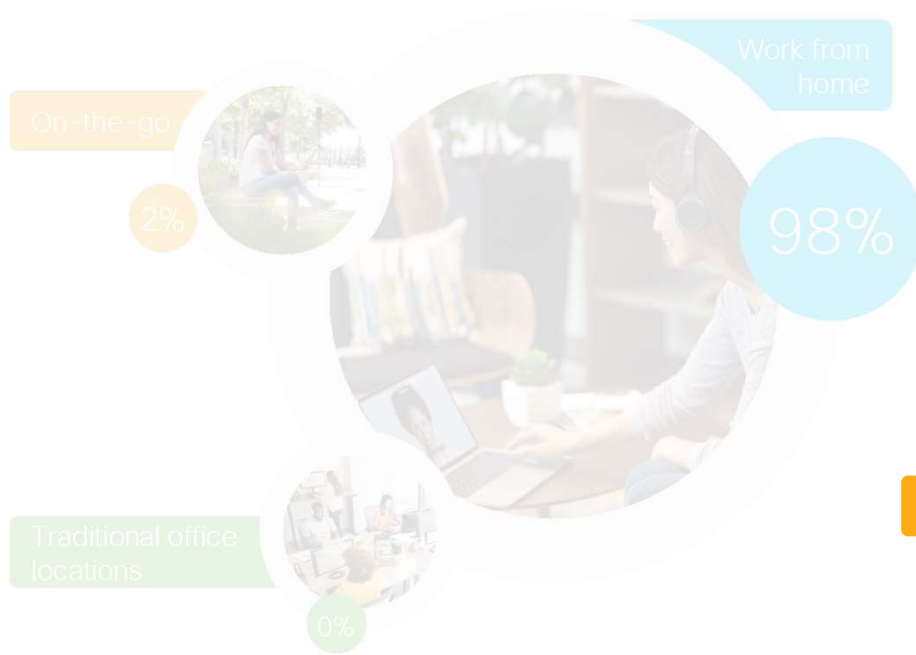 Work from
home
On-the-go
2%
98%
Traditional office
locations
0%